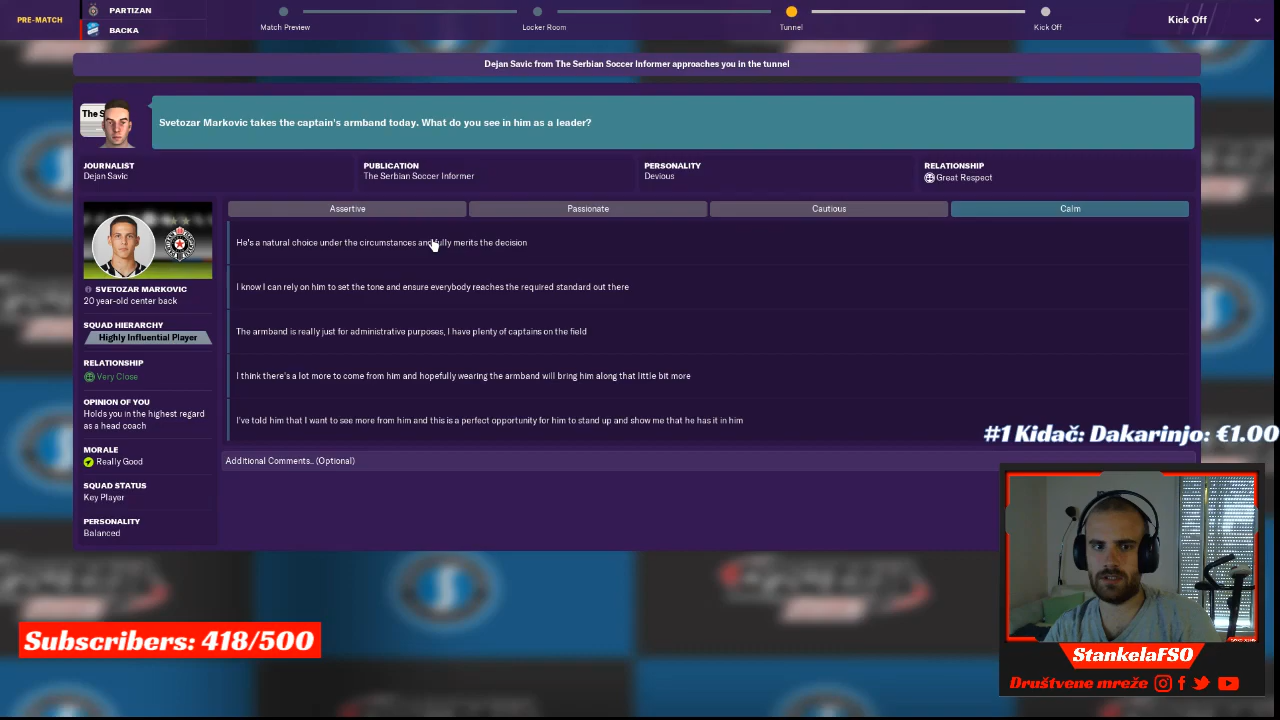 PRE-MATCH
PARTIZAN
BACKA
Match Preview
Locker Room
Tunnel
Kick Off
Kick Off
Dejan Savic from The Serbian Soccer Informer approaches you in the tunnel
The S
Svetozar Markovic takes the captain's armband today. What do you see in him as a leader?
JOURNALIST
Dejan Savic
PUBLICATION
The Serbian Soccer Informer
PERSONALITY
Devious
RELATIONSHIP
Great Respect
Assertive
Passionate
Cautious
Calm
He's a natural choice under the circumstances and fully merits the decision
I know I can rely on him to set the tone and ensure everybody reaches the required standard out there
The armband is really just for administrative purposes, I have plenty of captains on the field
I think there's a lot more to come from him and hopefully wearing the armband will bring him along that little bit more
I've told him that I want to see more from him and this is a perfect opportunity for him to stand up and show me that he has it in him
Additional Comments.. (Optional)
SVETOZAR MARKOVIC
20 year-old center back
SQUAD HIERARCHY
Highly Influential Player
RELATIONSHIP
Very Close
OPINION OF YOU
Holds you in the highest regard
as a head coach
MORALE
Really Good
SQUAD STATUS
Key Player
PERSONALITY
Balanced
#1 Kidač: Dakarinjo: €1.00
Subscribers: 418/500
StankelaFSO
Društvene mreže